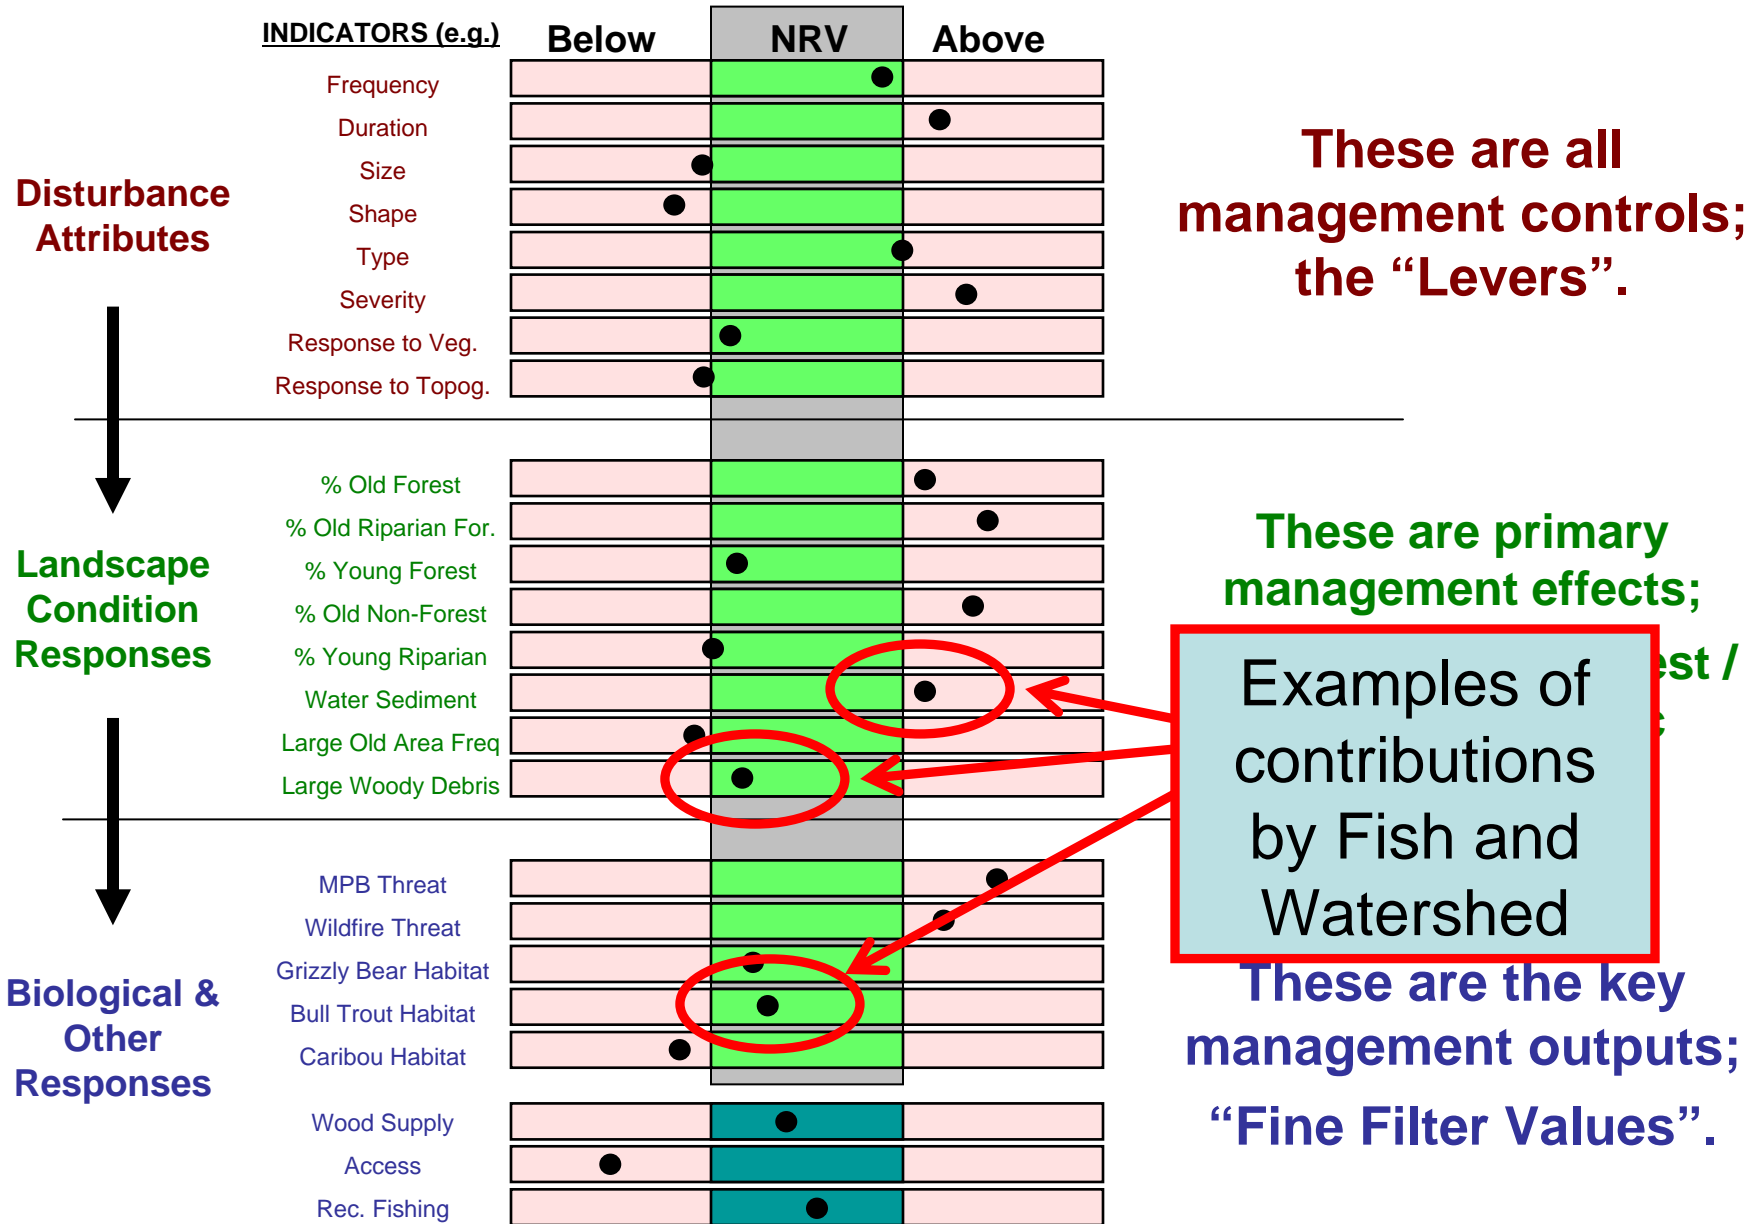 INDICATORS (e.g.)
Below
NRV
Above
Disturbance
Attributes
Frequency
Duration
Size
Shape
Type
Severity
Response to Veg.
Response to Topog.
These are all
management controls;
the “Levers”.
Landscape
Condition
Responses
% Old Forest
% Old Riparian For.
% Young Forest
% Old Non-Forest
% Young Riparian
Water Sediment
Large Old Area Freq
Large Woody Debris
These are primary
management effects;
/
Examples of
contributions
by Fish and
Watershed
Biological &
Other
Responses
MPB Threat
Wildfire Threat
Grizzly Bear Habitat
Bull Trout Habitat
Caribou Habitat
Wood Supply
Access
Rec. Fishing
These are the key
management outputs;
“Fine Filter Values”.